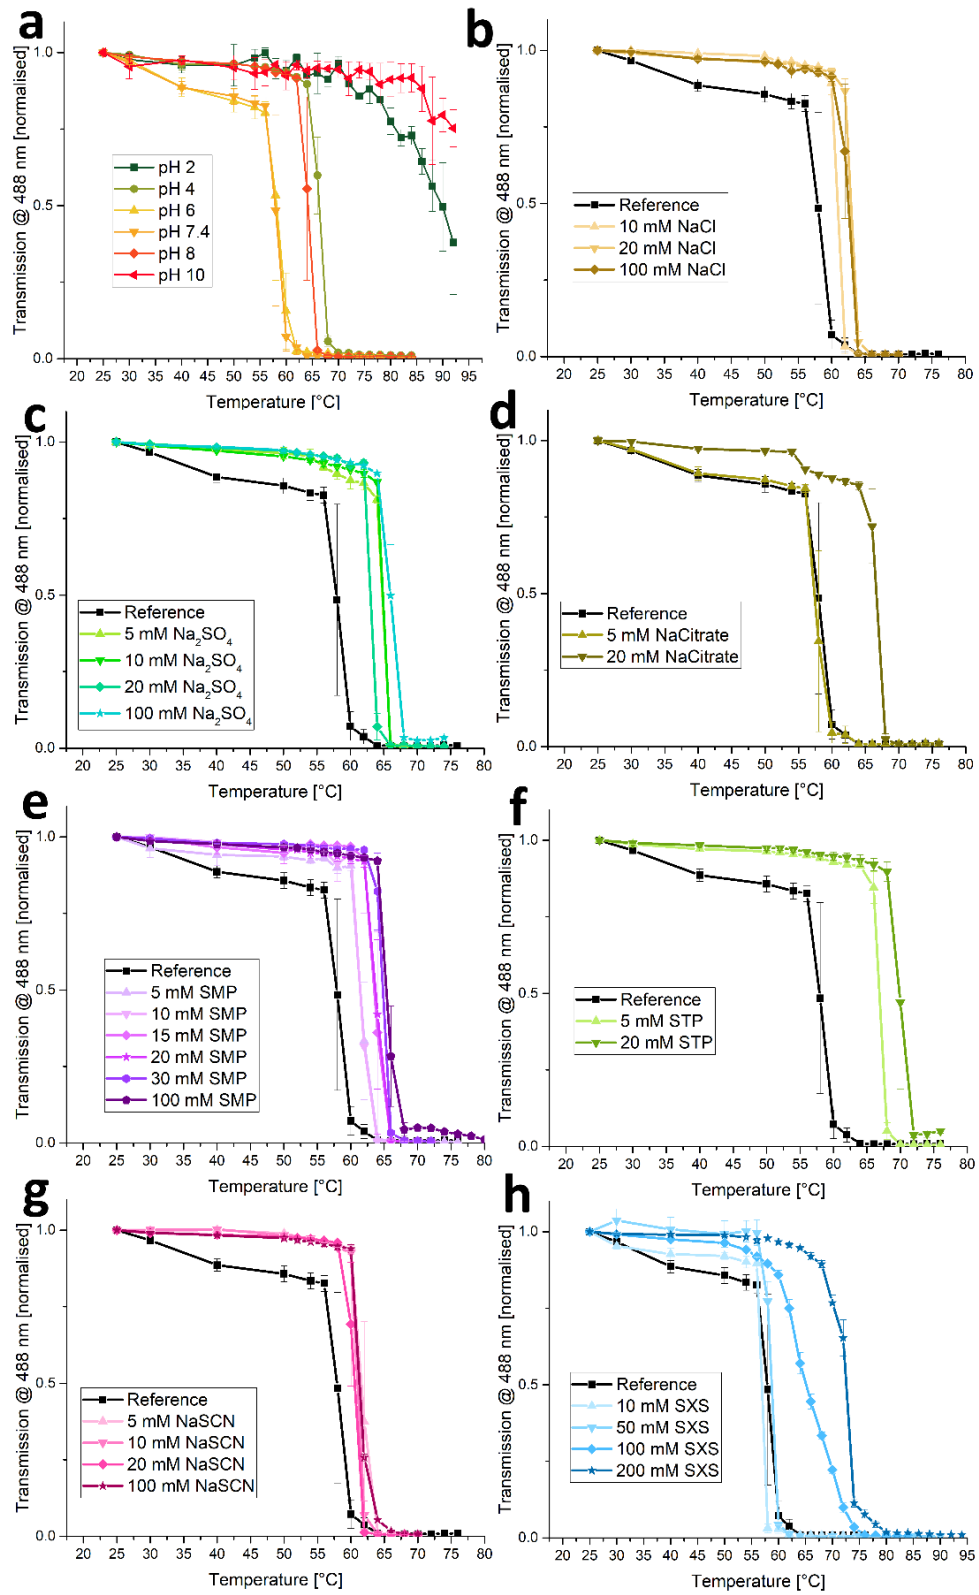 a
Transmission @ 488 nm [normalised]
1.0
0.5
0.0
pH 2
pH 4
pH 6
pH 7.4
pH 8
pH 10
20 25 30 35 40 45 50 55 60 65 70 75 80 85 90 95
Temperature [°C]
b
Transmission @ 488 nm [normalised]
1.0
0.5
0.0
Reference
10 mM NaCl
20 mM NaCl
100 mM NaCl
20 25 30 35 40 45 50 55 60 65 70 75 80
Temperature [°C]
c
Transmission @ 488 nm [normalised]
1.0
0.5
0.0
Reference
5 mM Na₂SO₄
10 mM Na₂SO₄
20 mM Na₂SO₄
100 mM Na₂SO₄
20 25 30 35 40 45 50 55 60 65 70 75 80
Temperature [°C]
d
Transmission @ 488 nm [normalised]
1.0
0.5
0.0
Reference
5 mM NaCitrate
20 mM NaCitrate
20 25 30 35 40 45 50 55 60 65 70 75 80
Temperature [°C]
e
Transmission @ 488 nm [normalised]
1.0
0.5
0.0
Reference
5 mM SMP
10 mM SMP
15 mM SMP
20 mM SMP
30 mM SMP
100 mM SMP
20 25 30 35 40 45 50 55 60 65 70 75 80
Temperature [°C]
f
Transmission @ 488 nm [normalised]
1.0
0.5
0.0
Reference
5 mM STP
20 mM STP
20 25 30 35 40 45 50 55 60 65 70 75 80
Temperature [°C]
g
Transmission @ 488 nm [normalised]
1.0
0.5
0.0
Reference
5 mM NaSCN
10 mM NaSCN
20 mM NaSCN
100 mM NaSCN
20 25 30 35 40 45 50 55 60 65 70 75 80
Temperature [°C]
h
Transmission @ 488 nm [normalised]
1.0
0.5
0.0
Reference
10 mM SXS
50 mM SXS
100 mM SXS
200 mM SXS
20 25 30 35 40 45 50 55 60 65 70 75 80 85 90 94
Temperature [°C]